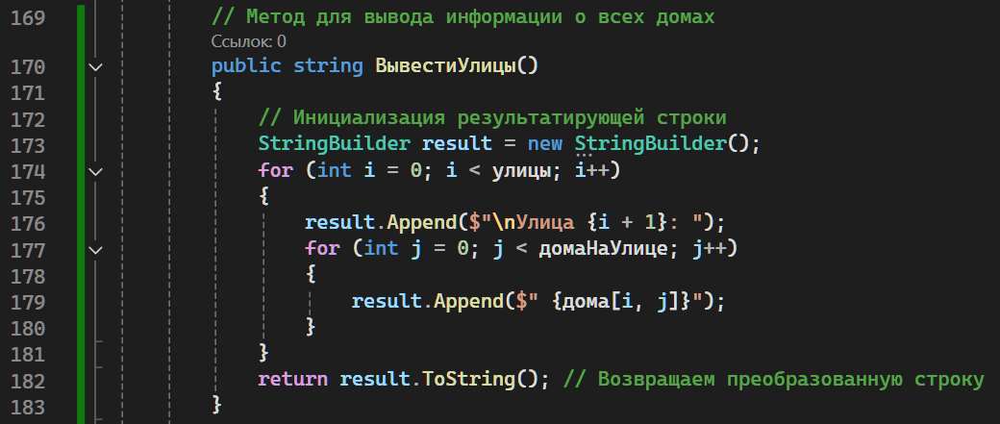 169 // Метод для вывода информации о всех домах
Ссылок: 0
170 public string ВывестиУлицы()
171 {
172 // Инициализация результатирующей строки
173 StringBuilder result = new StringBuilder();
174 for (int i = 0; i < улицы; i++)
175 {
176 result.Append($"\nУлица {i + 1}: ");
177 for (int j = 0; j < домаНаУлице; j++)
178 {
179 result.Append($" {дома[i, j]}");
180 }
181 }
182 return result.ToString(); // Возвращаем преобразованную строку
183 }